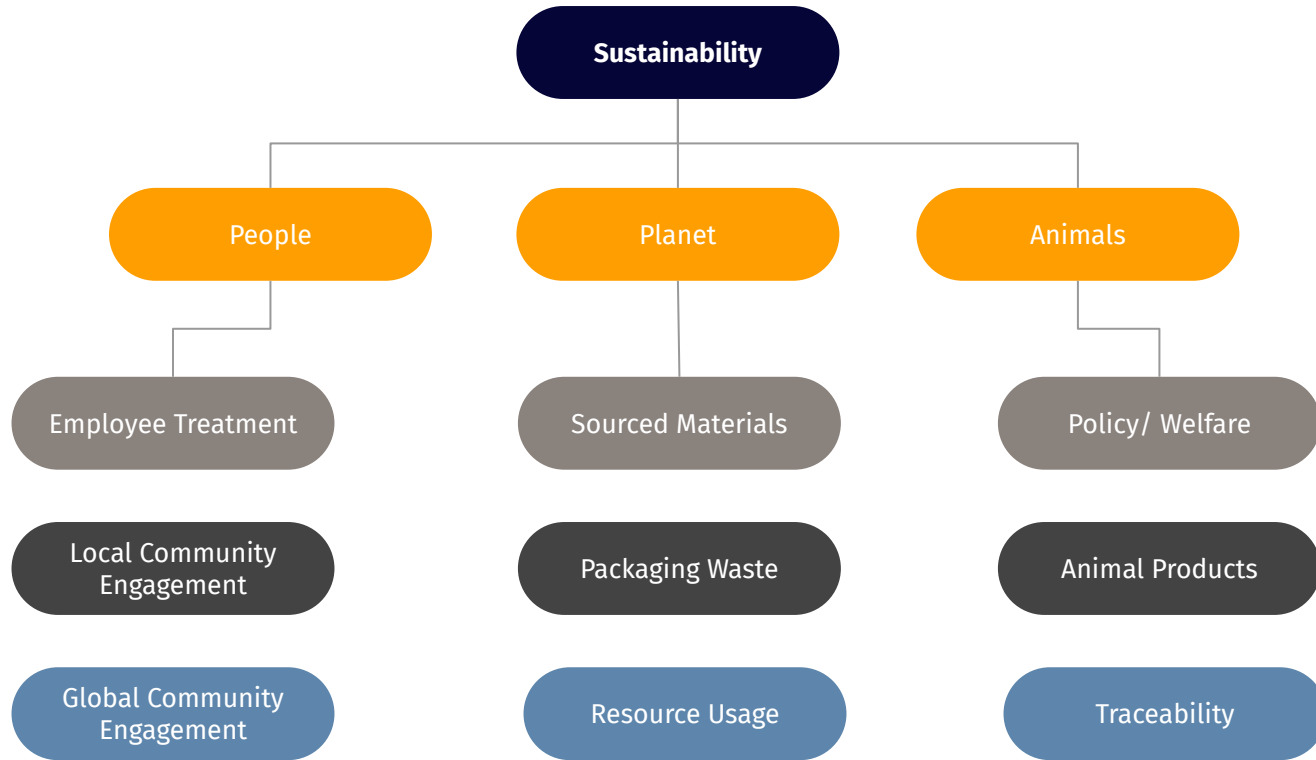 Sustainability
People
Planet
Animals
Employee Treatment
Sourced Materials
Policy/ Welfare
Local Community
Engagement
Packaging Waste
Animal Products
Global Community
Engagement
Resource Usage
Traceability